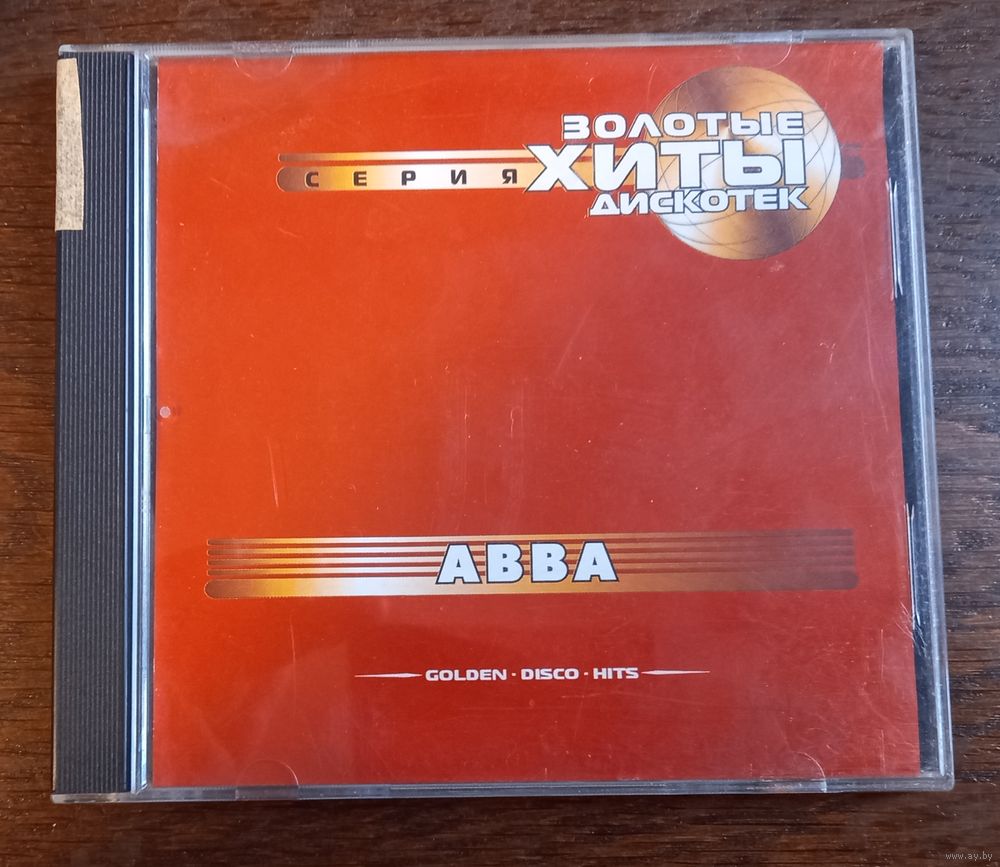 ЗОЛОТЫЕ
СЕРИЯ ХИТЫ
ДИСКОТЕК
ABBA
GOLDEN · DISCO · HITS
www.ay.by